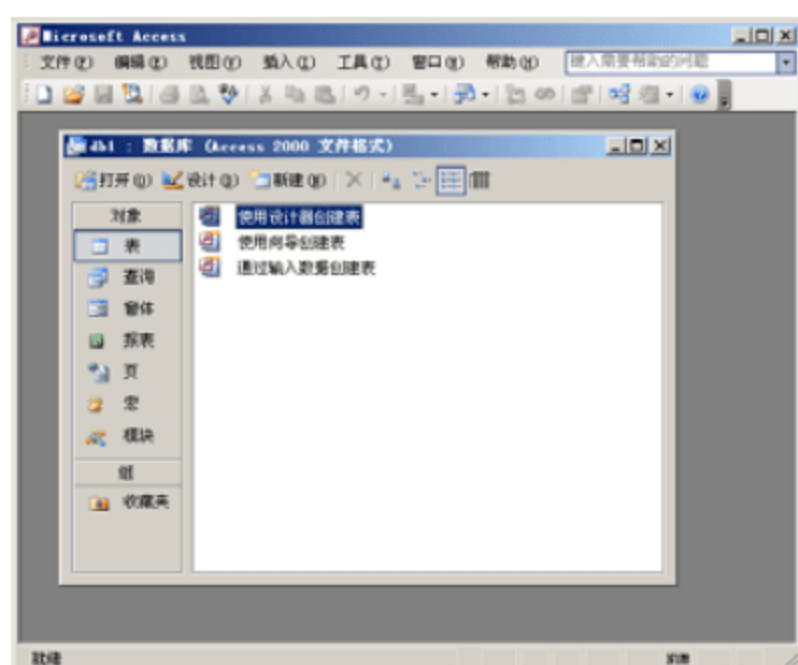 Microsoft Access
文件(F) 编辑(E) 视图(V) 插入(I) 工具(T) 窗口(W) 帮助(H) 键入需要帮助的问题
db1 : 数据库 (Access 2000 文件格式)
打开(O) 设计(D) 新建(N)
对象
表
查询
窗体
报表
页
宏
模块
组
收藏夹
使用设计器创建表
使用向导创建表
通过输入数据创建表
就绪